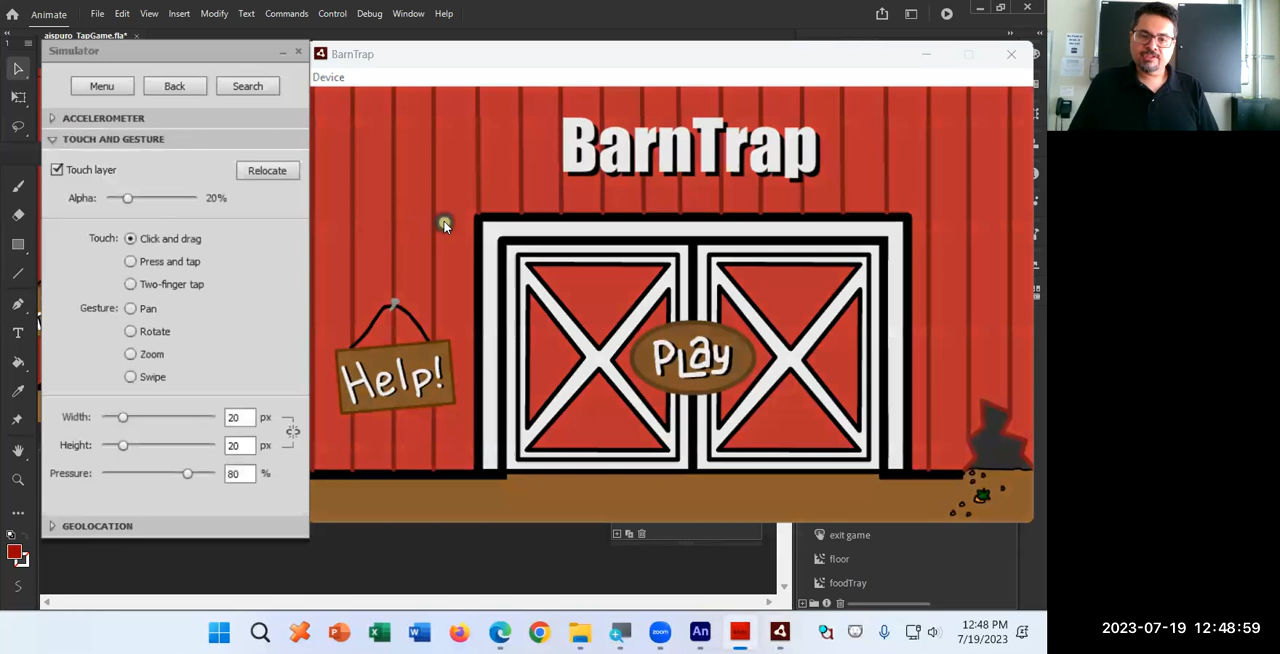 Animate
File Edit View Insert Modify Text Commands Control Debug Window Help
aispuro_TapGame.fla*
Simulator
Menu Back Search
ACCELEROMETER
TOUCH AND GESTURE
Touch layer Relocate
Alpha: 20%
Touch: Click and drag
Press and tap
Two-finger tap
Gesture: Pan
Rotate
Zoom
Swipe
Width: 20 px
Height: 20 px
Pressure: 80 %
GEOLOCATION
BarnTrap
Device
BarnTrap
Help!
Play
exit game
floor
foodTray
12:48 PM
7/19/2023
2023-07-19 12:48:59